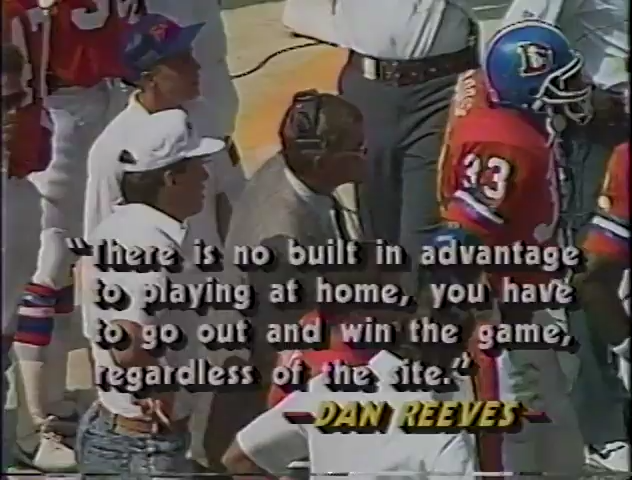 33
"There is no built in advantage
to playing at home, you have
to go out and win the game,
regardless of the site."
—DAN REEVES—